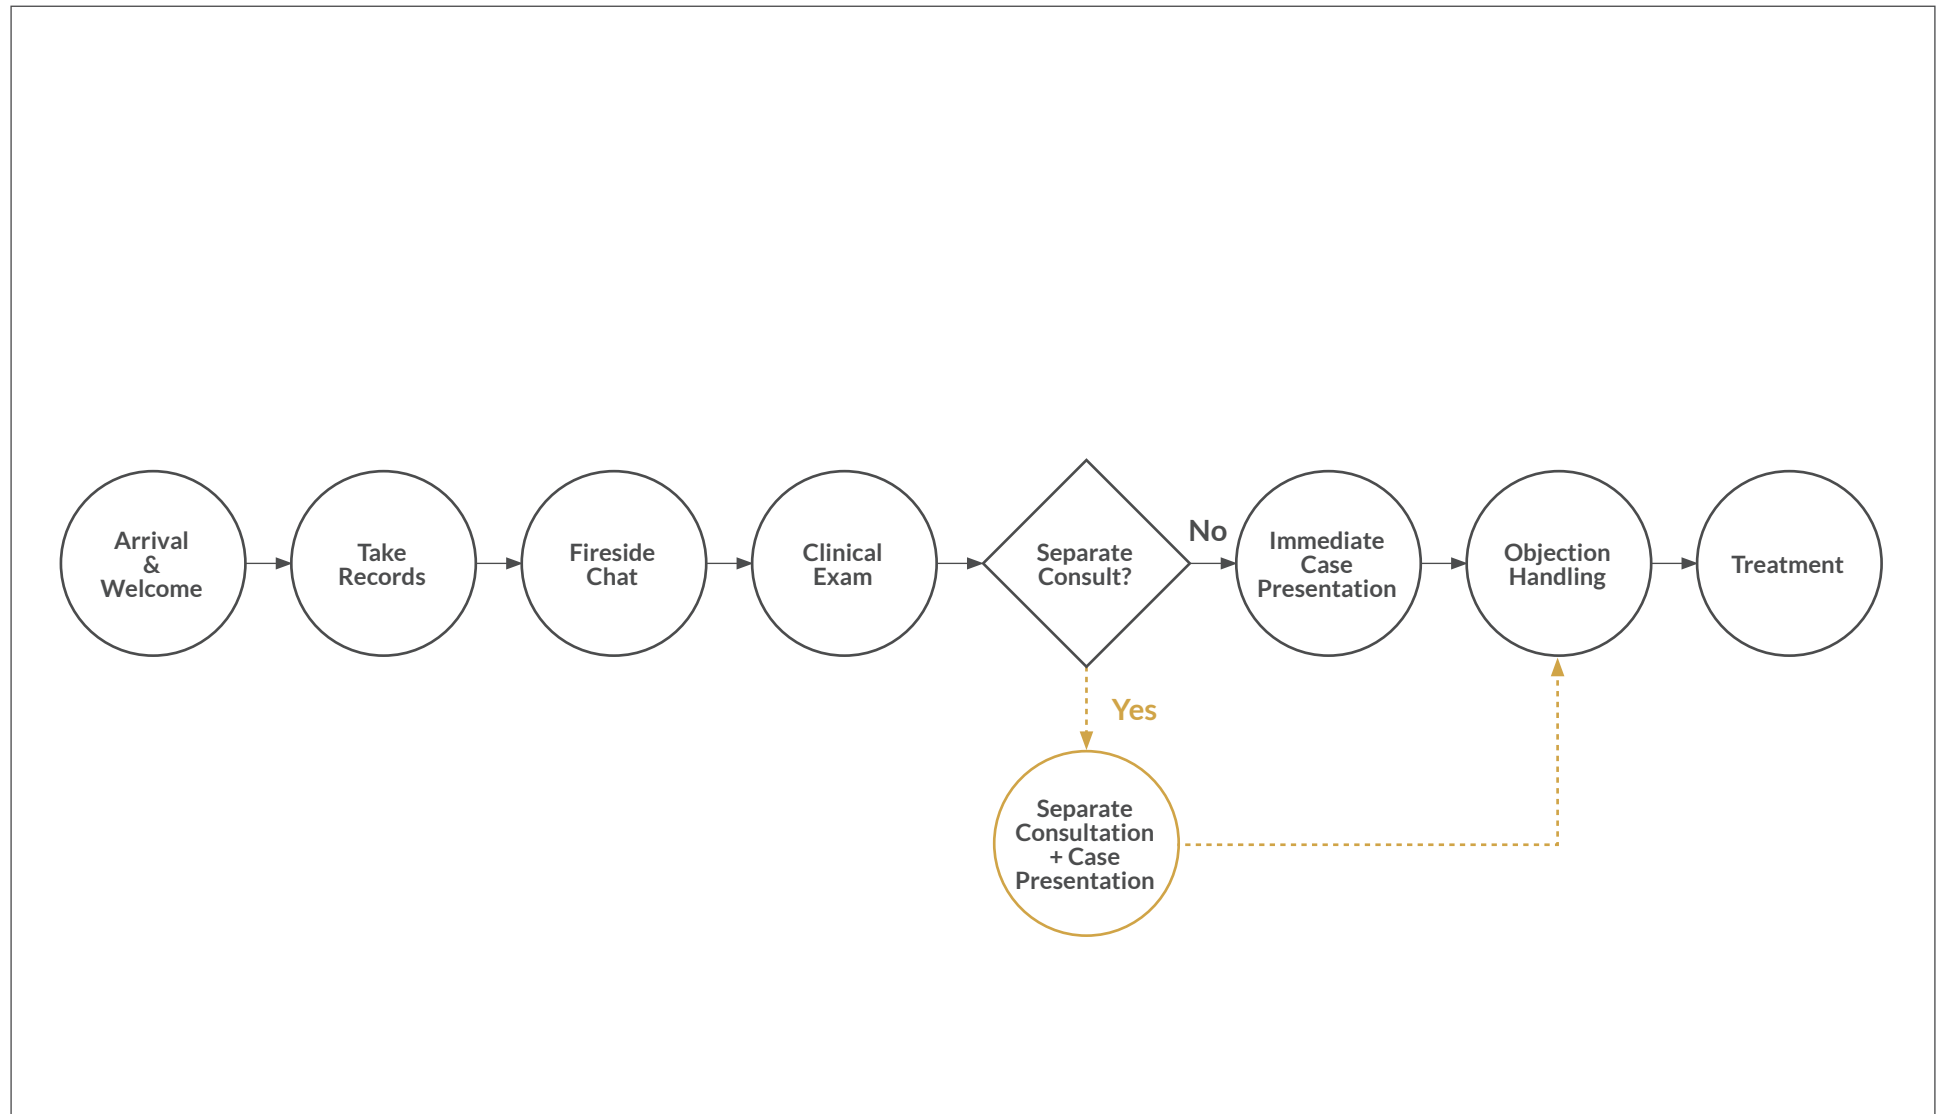 Arrival
&
Welcome
Take
Records
Fireside
Chat
Clinical
Exam
Separate
Consult?
No
Immediate
Case
Presentation
Objection
Handling
Treatment
Yes
Separate
Consultation
+ Case
Presentation